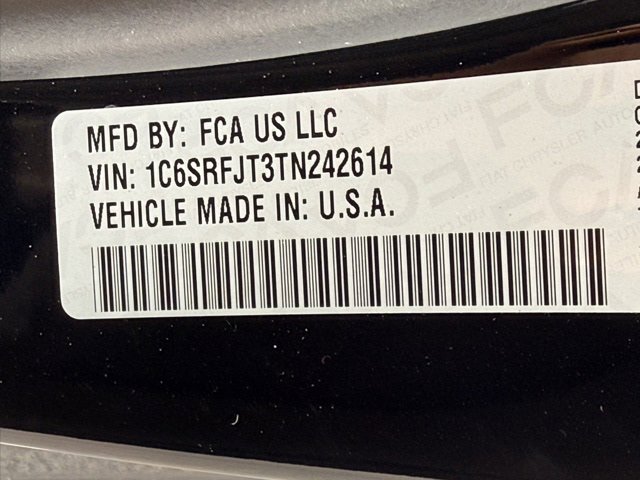 MFD BY: FCA US LLC
VIN: 1C6SRFJT3TN242614
VEHICLE MADE IN: U.S.A.